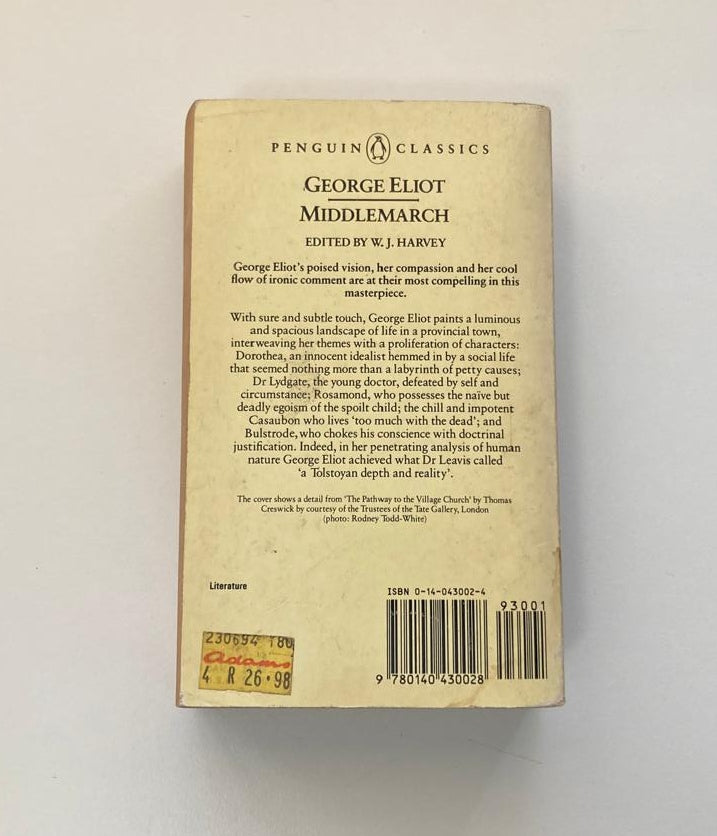 PENGUIN CLASSICS
GEORGE ELIOT
MIDDLEMARCH
EDITED BY W. J. HARVEY
George Eliot's poised vision, her compassion and her cool
flow of ironic comment are at their most compelling in this
masterpiece.
With sure and subtle touch, George Eliot paints a luminous
and spacious landscape of life in a provincial town,
interweaving her themes with a proliferation of characters:
Dorothea, an innocent idealist hemmed in by a social life
that seemed nothing more than a labyrinth of petty causes;
Dr Lydgate, the young doctor, defeated by self and
circumstance; Rosamond, who possesses the naïve but
deadly egoism of the spoilt child; the chill and impotent
Casaubon who lives 'too much with the dead'; and
Bulstrode, who chokes his conscience with doctrinal
justification. Indeed, in her penetrating analysis of human
nature George Eliot achieved what Dr Leavis called
'a Tolstoyan depth and reality'.
The cover shows a detail from 'The Pathway to the Village Church' by Thomas
Creswick by courtesy of the Trustees of the Tate Gallery, London
(photo: Rodney Todd-White)
Literature
ISBN 0-14-043002-4
93001
9 780140 430028
230694 180
Adams
4 R 26·98